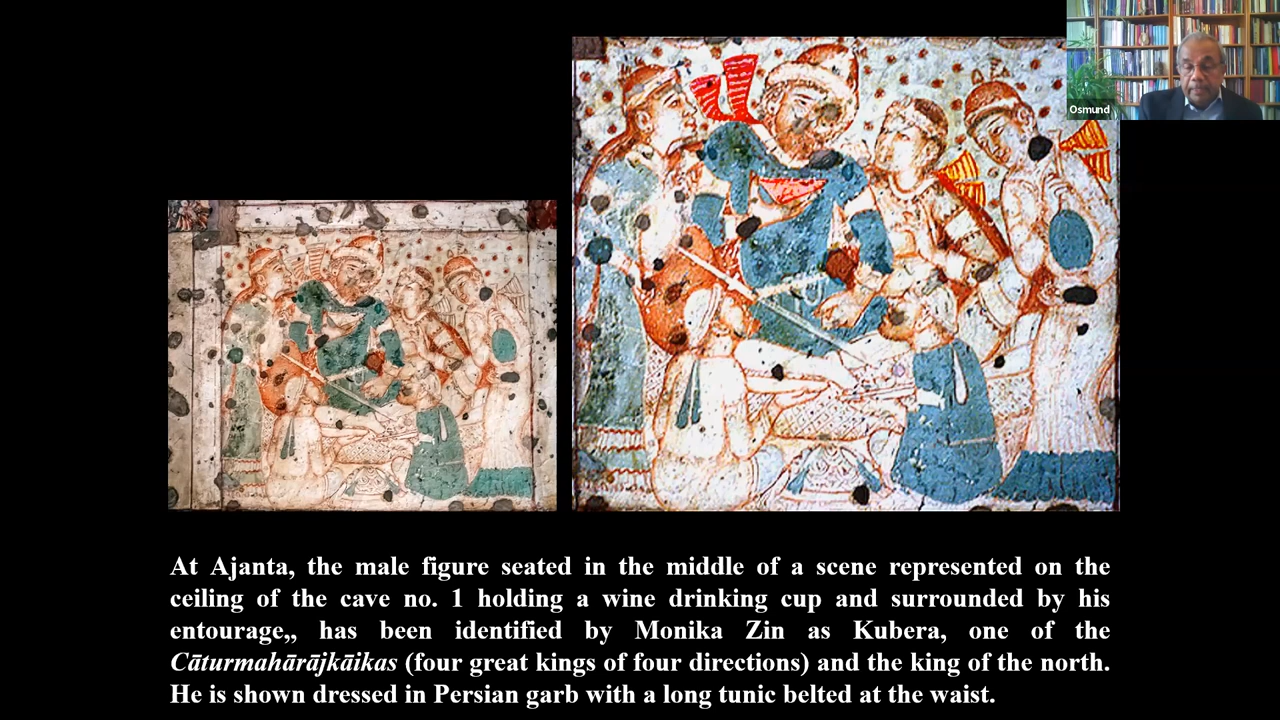 Osmund
At Ajanta, the male figure seated in the middle of a scene represented on the
ceiling of the cave no. 1 holding a wine drinking cup and surrounded by his
entourage,, has been identified by Monika Zin as Kubera, one of the
Cāturmahārājkāikas (four great kings of four directions) and the king of the north.
He is shown dressed in Persian garb with a long tunic belted at the waist.